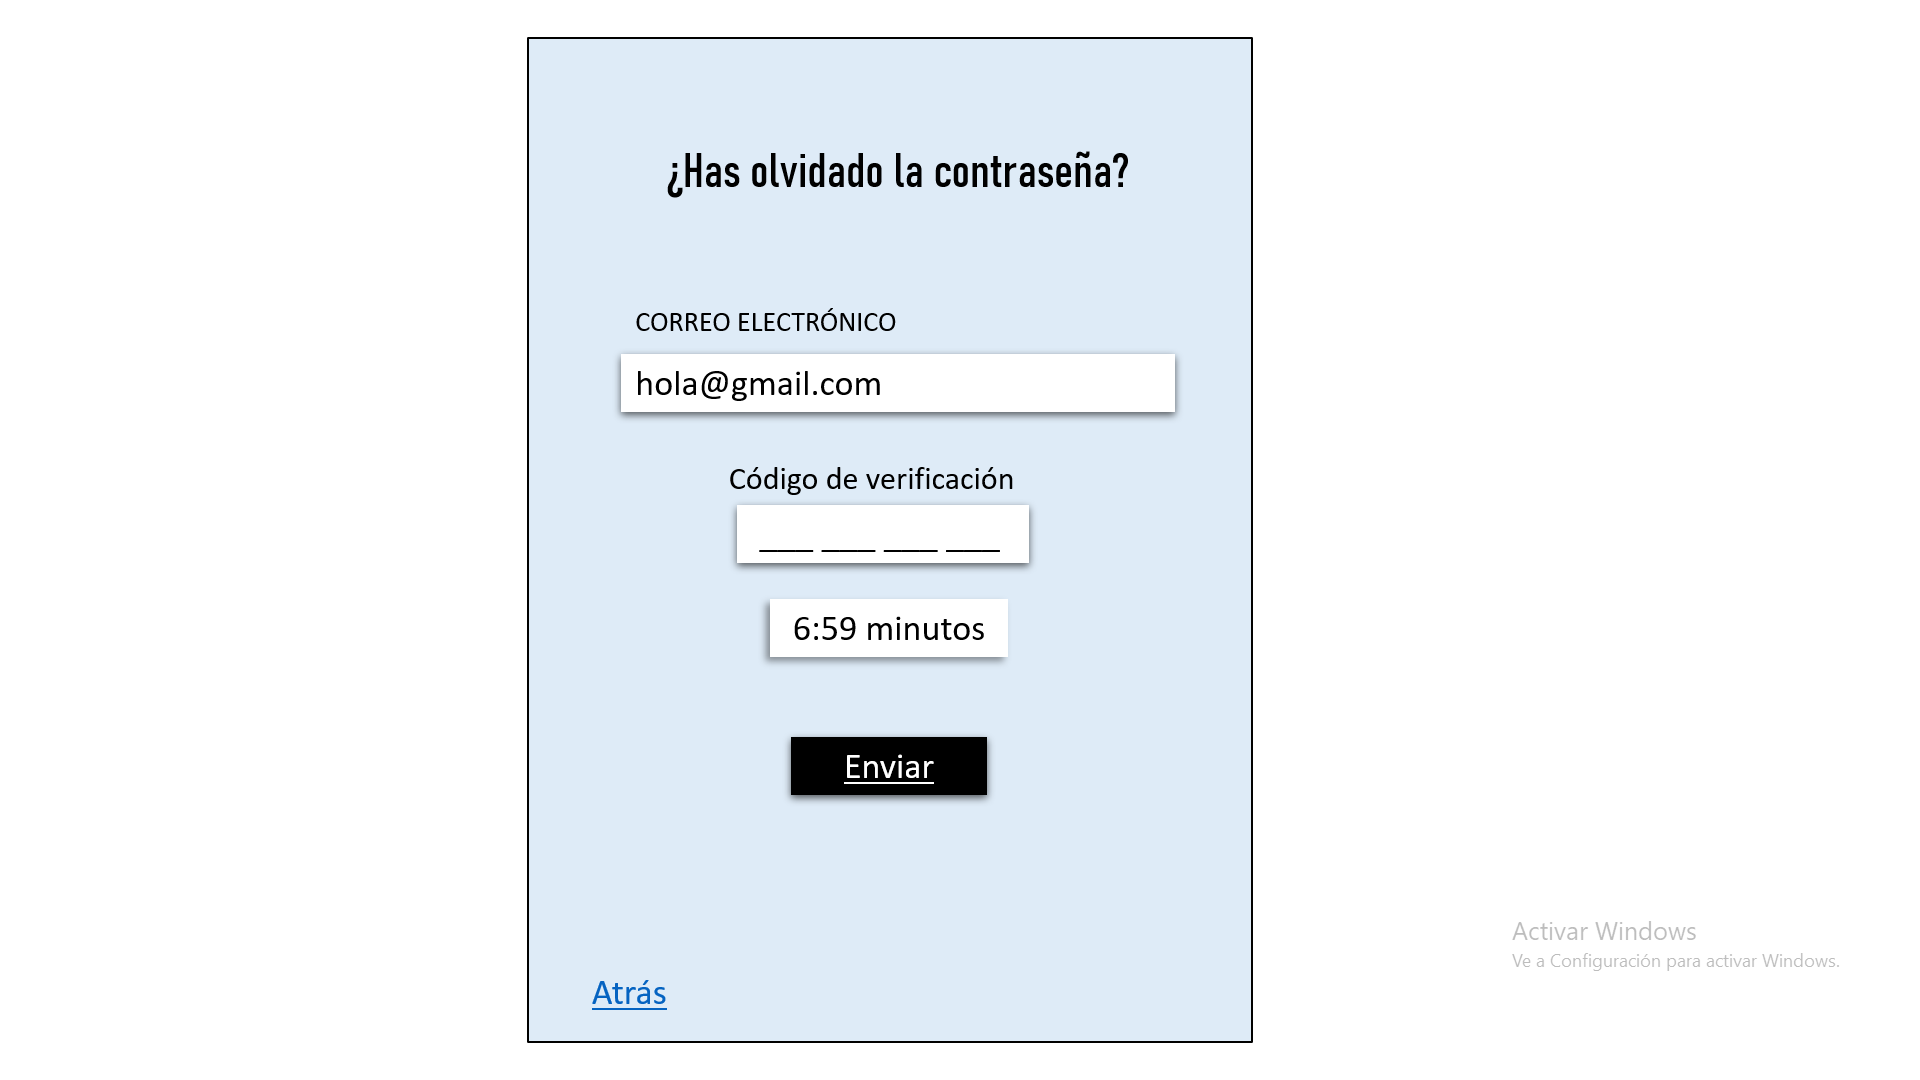 ¿Has olvidado la contraseña?
CORREO ELECTRÓNICO
hola@gmail.com
Código de verificación
___ ___ ___ ___
6:59 minutos
Enviar
Atrás
Activar Windows
Ve a Configuración para activar Windows.